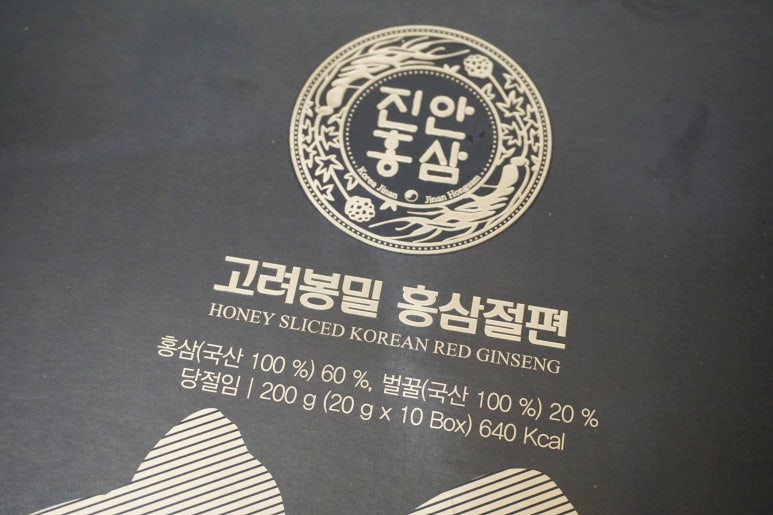 진안
홍삼
Korea Jinan Jinan Hongsam
고려봉밀 홍삼절편
HONEY SLICED KOREAN RED GINSENG
홍삼(국산 100 %) 60 %, 벌꿀(국산 100 %) 20 %
당절임 | 200 g (20 g x 10 Box) 640 Kcal